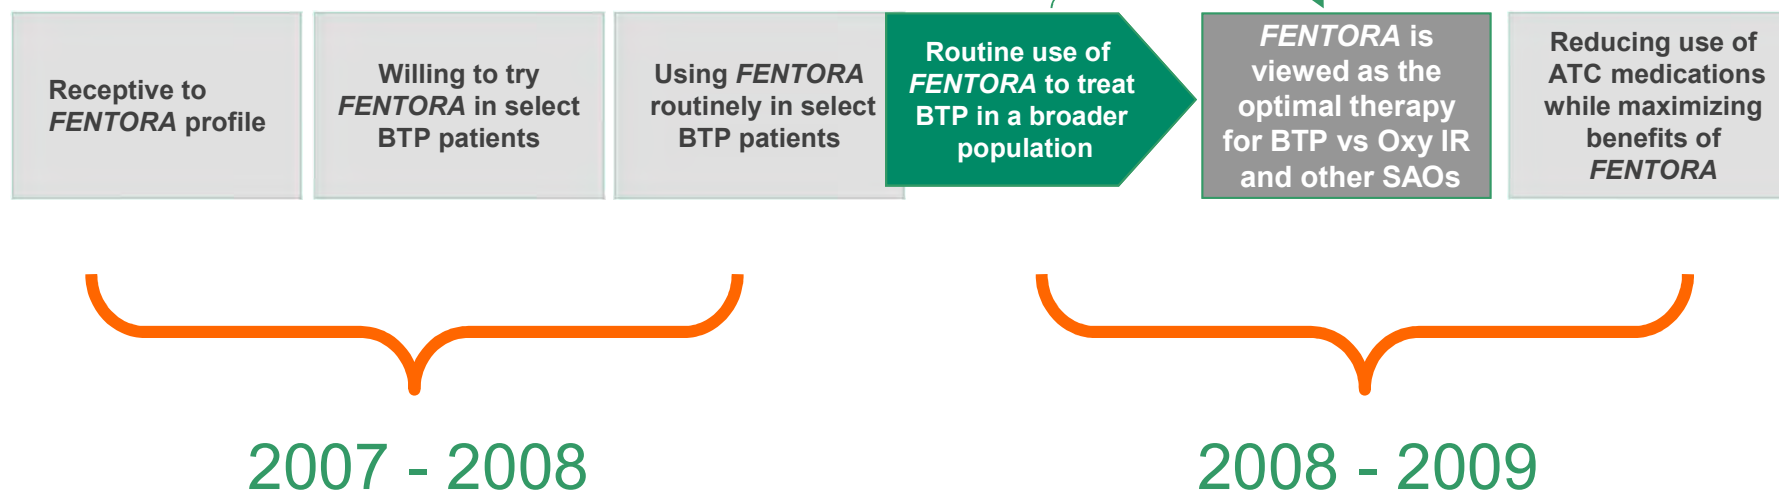 Receptive to
FENTORA profile
Willing to try
FENTORA in select
BTP patients
Using FENTORA
routinely in select
BTP patients
Routine use of
FENTORA to treat
BTP in a broader
population
FENTORA is
viewed as the
optimal therapy
for BTP vs Oxy IR
and other SAOs
Reducing use of
ATC medications
while maximizing
benefits of
FENTORA
2007 - 2008
2008 - 2009